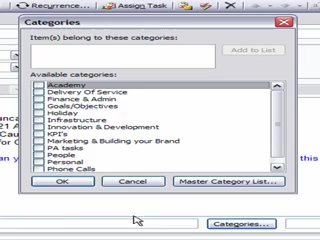 Recurrence... Assign Task
Categories
Item(s) belong to these categories:
Add to List
Available categories:
Academy
Delivery Of Service
Finance & Admin
Goals/Objectives
Holiday
Infrastructure
Innovation & Development
KPI's
Marketing & Building your Brand
PA tasks
People
Personal
Phone Calls
OK Cancel Master Category List...
this
Categories...